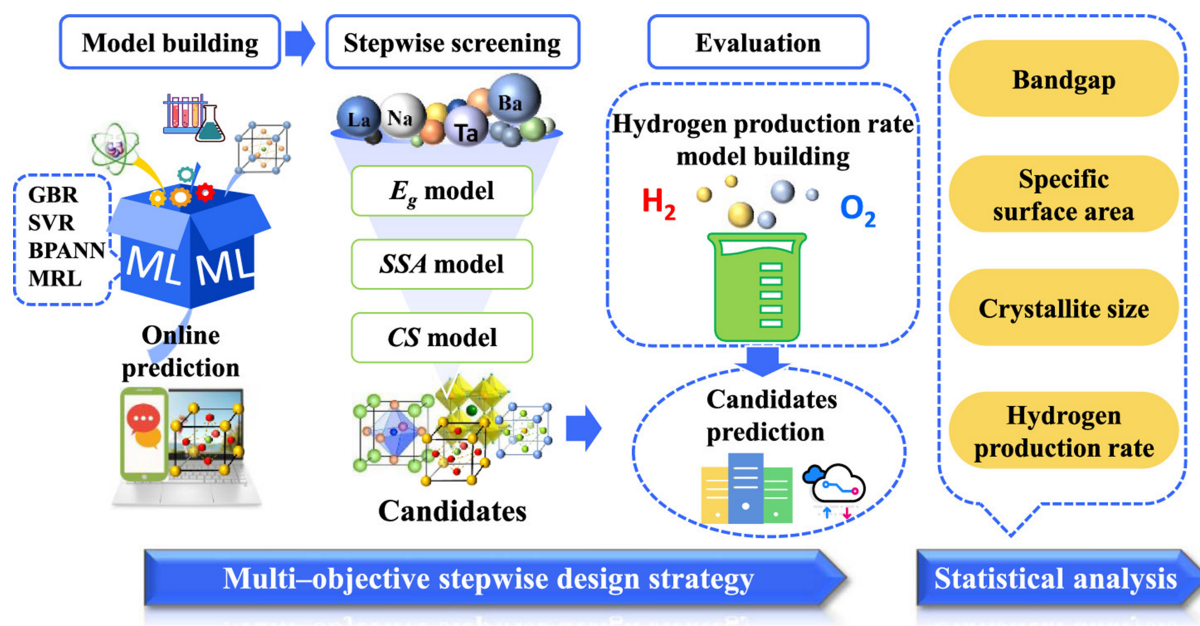 Model building
Stepwise screening
Evaluation
GBR
SVR
BPANN
MRL
ML
ML
Online
prediction
La
Na
Ta
Ba
Eg model
SSA model
CS model
Candidates
Hydrogen production rate
model building
H2
O2
Candidates
prediction
Bandgap
Specific
surface area
Crystallite size
Hydrogen
production rate
Multi–objective stepwise design strategy
Statistical analysis